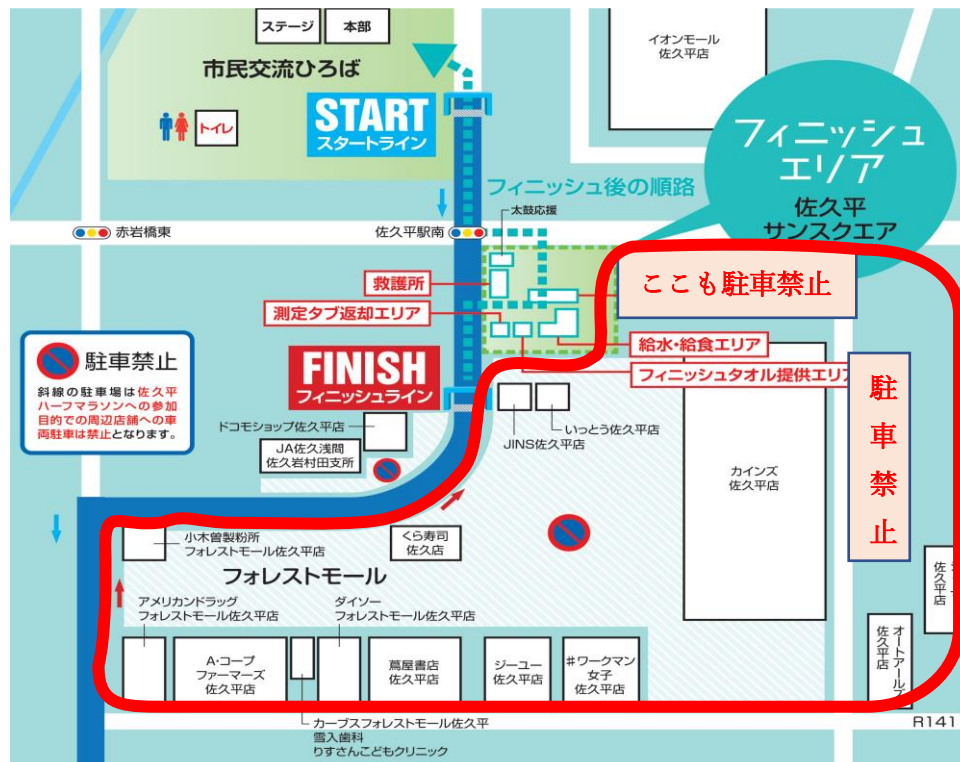 ステージ
本部
市民交流ひろば
トイレ
START
スタートライン
イオンモール
佐久平店
フィニッシュ
エリア
佐久平
サンスクエア
フィニッシュ後の順路
太鼓応援
赤岩橋東
佐久平駅南
救護所
測定タブ返却エリア
ここも駐車禁止
給水・給食エリア
フィニッシュタオル提供エリア
FINISH
フィニッシュライン
駐車禁止
斜線の駐車場は佐久平
ハーフマラソンへの参加
目的での周辺店舗への車
両駐車は禁止となります。
ドコモショップ佐久平店
JA佐久浅間
佐久岩村田支所
JINS佐久平店
いっとう佐久平店
カインズ
佐久平店
駐車禁止
小木曽製粉所
フォレストモール佐久平店
くら寿司
佐久店
フォレストモール
アメリカンドラッグ
フォレストモール佐久平店
ダイソー
フォレストモール佐久平店
A・コープ
ファーマーズ
佐久平店
蔦屋書店
佐久平店
ジーユー
佐久平店
#ワークマン
女子
佐久平店
オートアールズ
佐久平店
佐久平店
カーブスフォレストモール佐久平
雪入歯科
りすさんこどもクリニック
R141